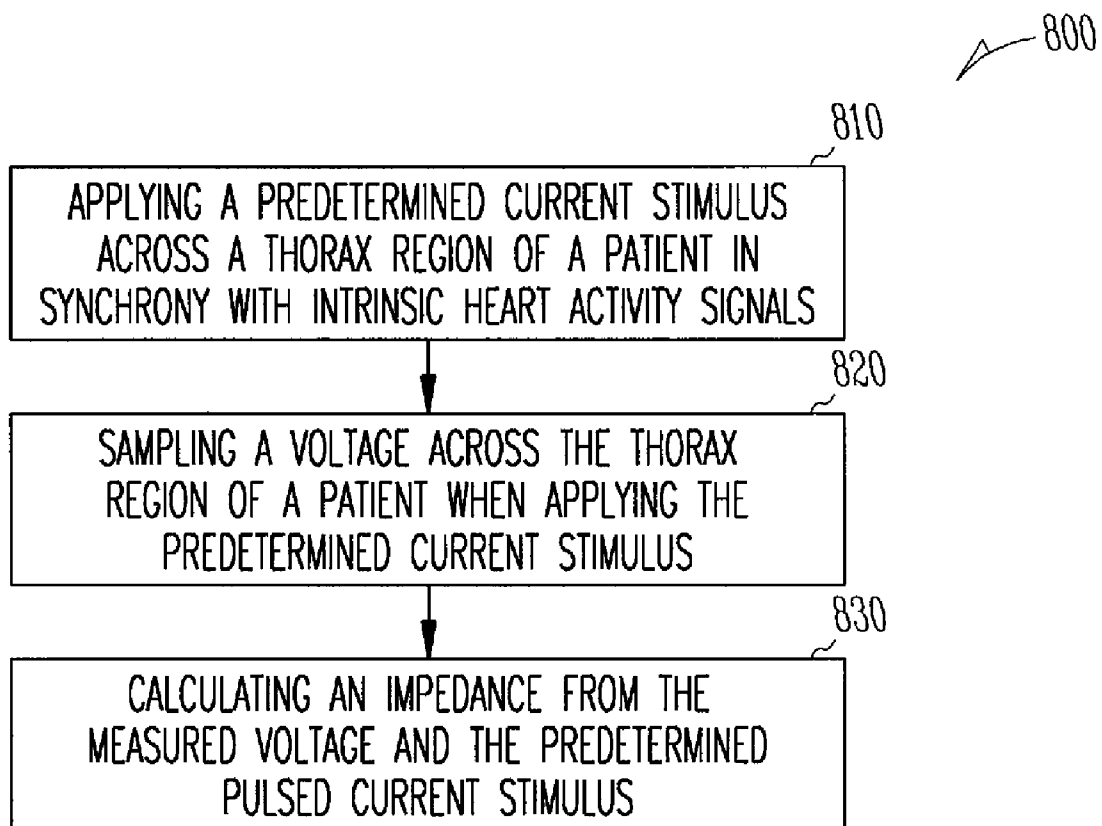 800
810
APPLYING A PREDETERMINED CURRENT STIMULUS
ACROSS A THORAX REGION OF A PATIENT IN
SYNCHRONY WITH INTRINSIC HEART ACTIVITY SIGNALS
820
SAMPLING A VOLTAGE ACROSS THE THORAX
REGION OF A PATIENT WHEN APPLYING THE
PREDETERMINED CURRENT STIMULUS
830
CALCULATING AN IMPEDANCE FROM THE
MEASURED VOLTAGE AND THE PREDETERMINED
PULSED CURRENT STIMULUS